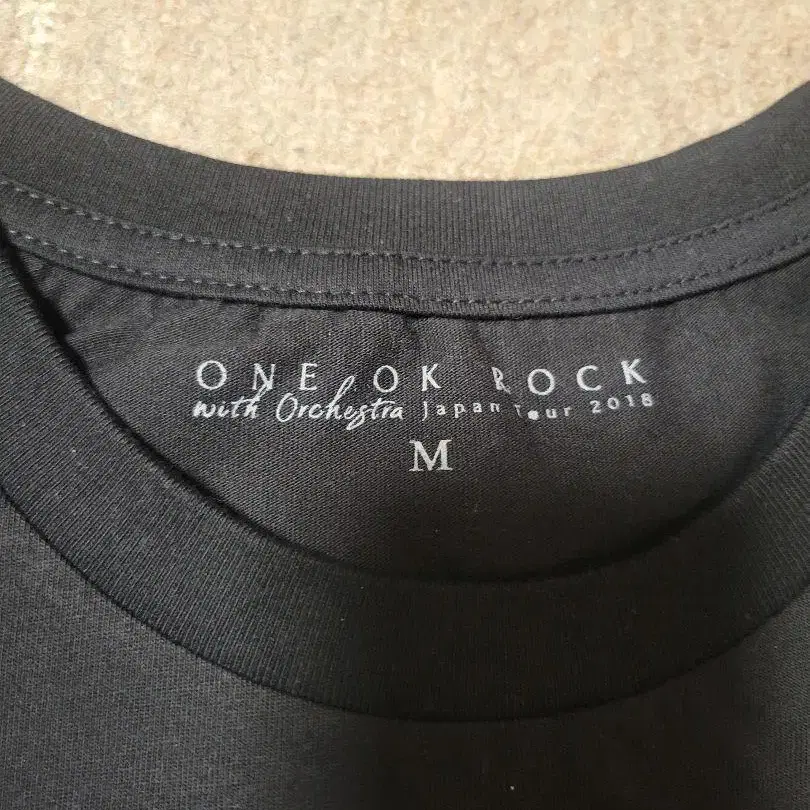 ONE OK ROCK
with Orchestra Japan Tour 2018
M